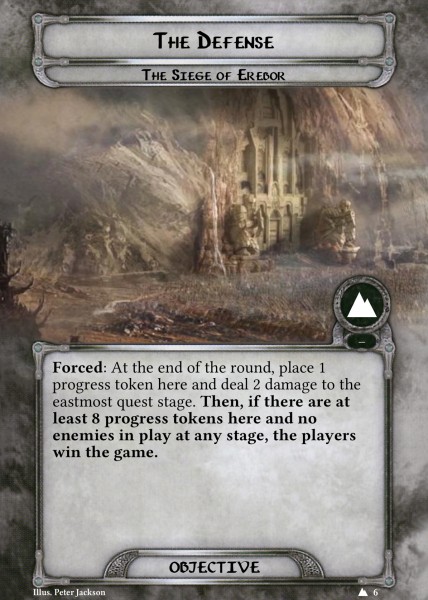 The Defense
The Siege of Erebor
–
Forced: At the end of the round, place 1
progress token here and deal 2 damage to the
eastmost quest stage. Then, if there are at
least 8 progress tokens here and no
enemies in play at any stage, the players
win the game.
OBJECTIVE
Illus. Peter Jackson
6